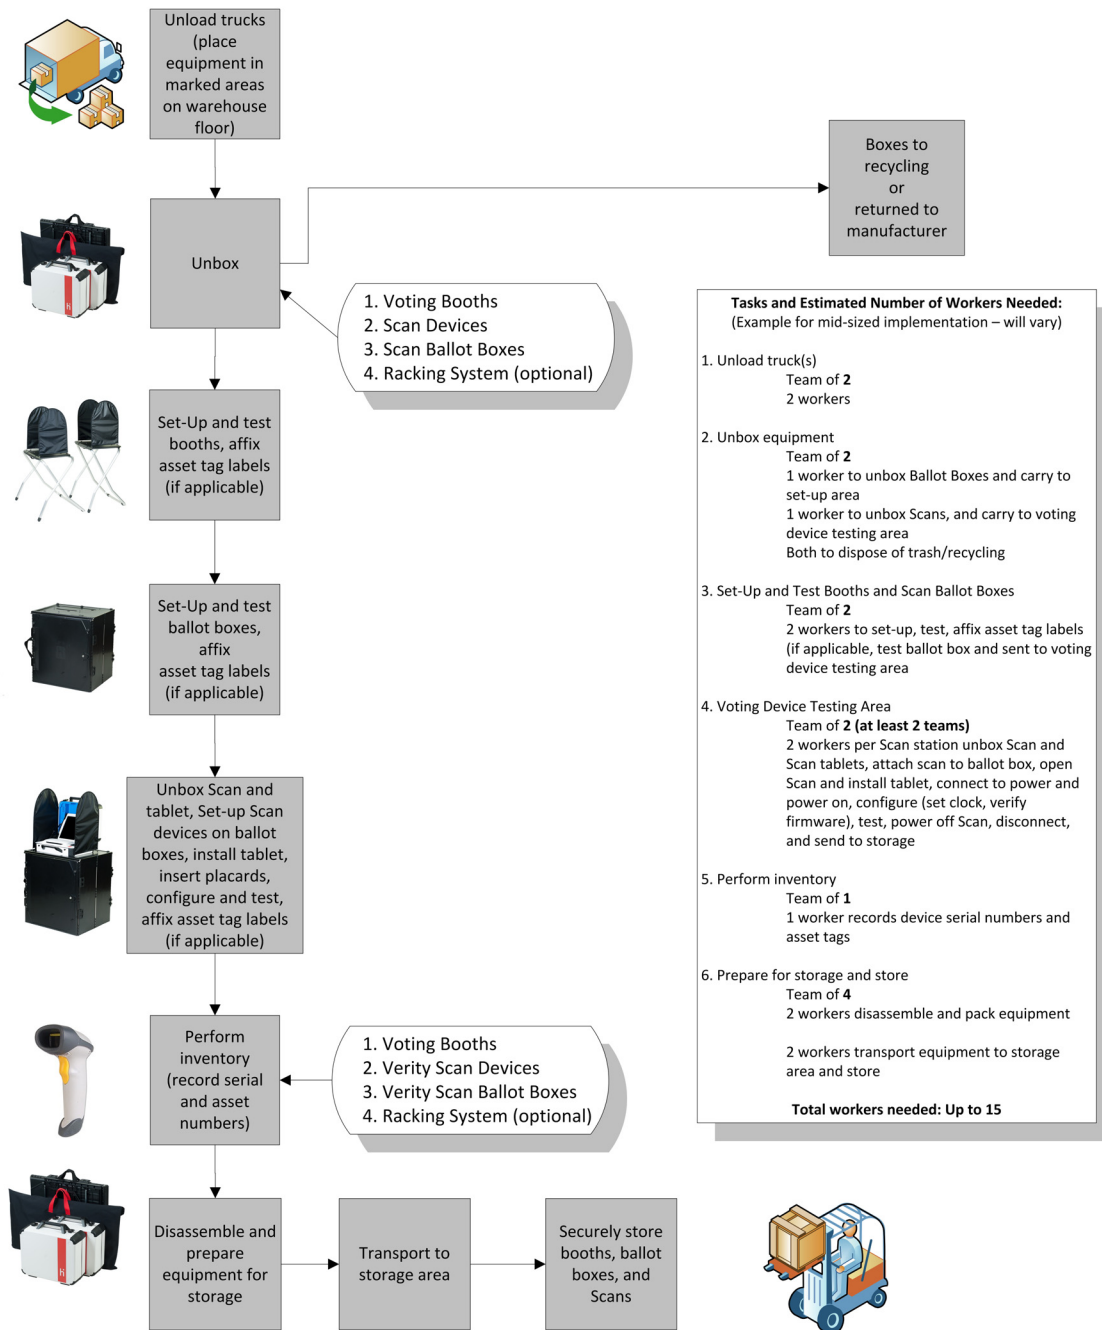 Unload trucks
(place
equipment in
marked areas
on warehouse
floor)
Boxes to
recycling
or
returned to
manufacturer
Unbox
1. Voting Booths
2. Scan Devices
3. Scan Ballot Boxes
4. Racking System (optional)
Set-Up and test
booths, affix
asset tag labels
(if applicable)
Set-Up and test
ballot boxes,
affix
asset tag labels
(if applicable)
Unbox Scan and
tablet, Set-up Scan
devices on ballot
boxes, install tablet,
insert placards,
configure and test,
affix asset tag labels
(if applicable)
Perform
inventory
(record serial
and asset
numbers)
1. Voting Booths
2. Verity Scan Devices
3. Verity Scan Ballot Boxes
4. Racking System (optional)
Disassemble and
prepare
equipment for
storage
Transport to
storage area
Securely store
booths, ballot
boxes, and
Scans
Tasks and Estimated Number of Workers Needed:
(Example for mid-sized implementation – will vary)
1. Unload truck(s)
Team of 2
2 workers
2. Unbox equipment
Team of 2
1 worker to unbox Ballot Boxes and carry to
set-up area
1 worker to unbox Scans, and carry to voting
device testing area
Both to dispose of trash/recycling
3. Set-Up and Test Booths and Scan Ballot Boxes
Team of 2
2 workers to set-up, test, affix asset tag labels
(if applicable, test ballot box and sent to voting
device testing area
4. Voting Device Testing Area
Team of 2 (at least 2 teams)
2 workers per Scan station unbox Scan and
Scan tablets, attach scan to ballot box, open
Scan and install tablet, connect to power and
power on, configure (set clock, verify
firmware), test, power off Scan, disconnect,
and send to storage
5. Perform inventory
Team of 1
1 worker records device serial numbers and
asset tags
6. Prepare for storage and store
Team of 4
2 workers disassemble and pack equipment
2 workers transport equipment to storage
area and store
Total workers needed: Up to 15